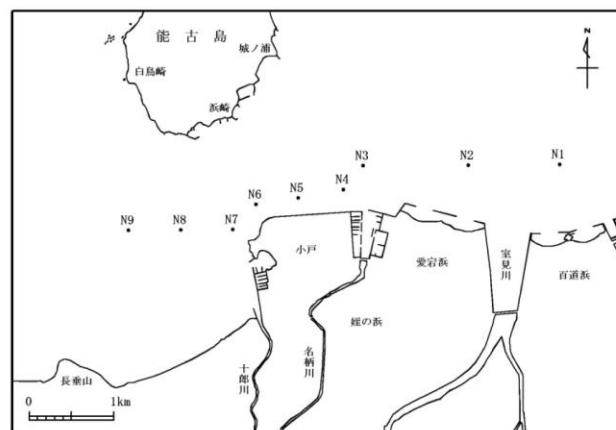 能古島
城ノ浦
白鳥崎
浜崎
N
N3
N2
N1
N4
N5
N6
N9
N8
N7
小戸
愛宕浜
室見川
百道浜
姪の浜
名柄川
十郎川
長垂山
0
1km